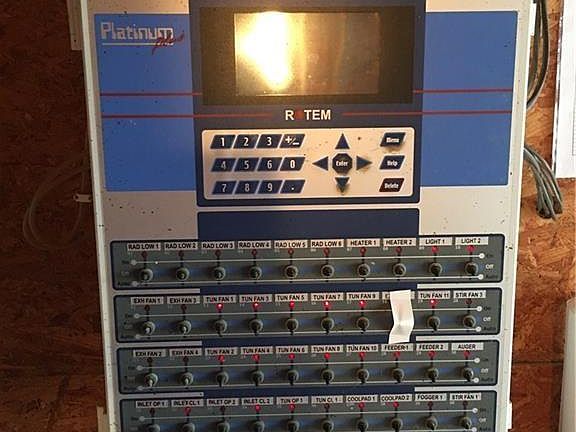 Platinum
ROTEM
1 2 3 +/- Menu
4 5 6 0 Enter Help
7 8 9 . Delete
RAD LOW 1 RAD LOW 2 RAD LOW 3 RAD LOW 4 RAD LOW 5 RAD LOW 6 HEATER 1 HEATER 2 LIGHT 1 LIGHT 2
Off
EXH FAN 1 EXH FAN 3 TUN FAN 1 TUN FAN 3 TUN FAN 5 TUN FAN 7 TUN FAN 9 TUN FAN 11 STIR FAN 3
Off
EXH FAN 2 EXH FAN 4 TUN FAN 2 TUN FAN 4 TUN FAN 6 TUN FAN 8 TUN FAN 10 FEEDER 1 FEEDER 2 AUGER
Off
INLET OP 1 INLET CL 1 INLET OP 2 INLET CL 2 TUN OP 1 TUN CL 1 COOLPAD 1 COOLPAD 2 FOGGER 1 STIR FAN 1